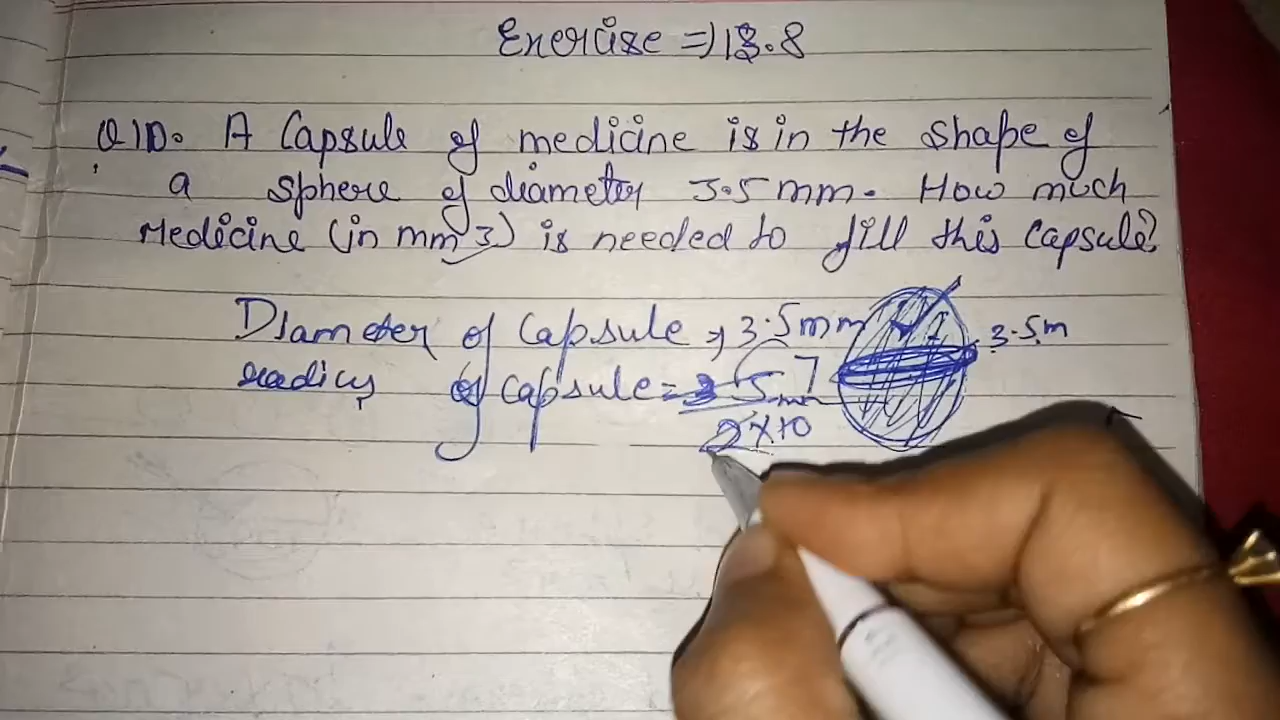 Exercise => 13.8
Q10. A Capsule of medicine is in the shape of
a sphere of diameter 3.5 mm. How much
Medicine (in mm 3) is needed to fill this Capsule?
Diameter of Capsule => 3.5mm
radius of capsule = 35 mm 7
2×10
3.5m